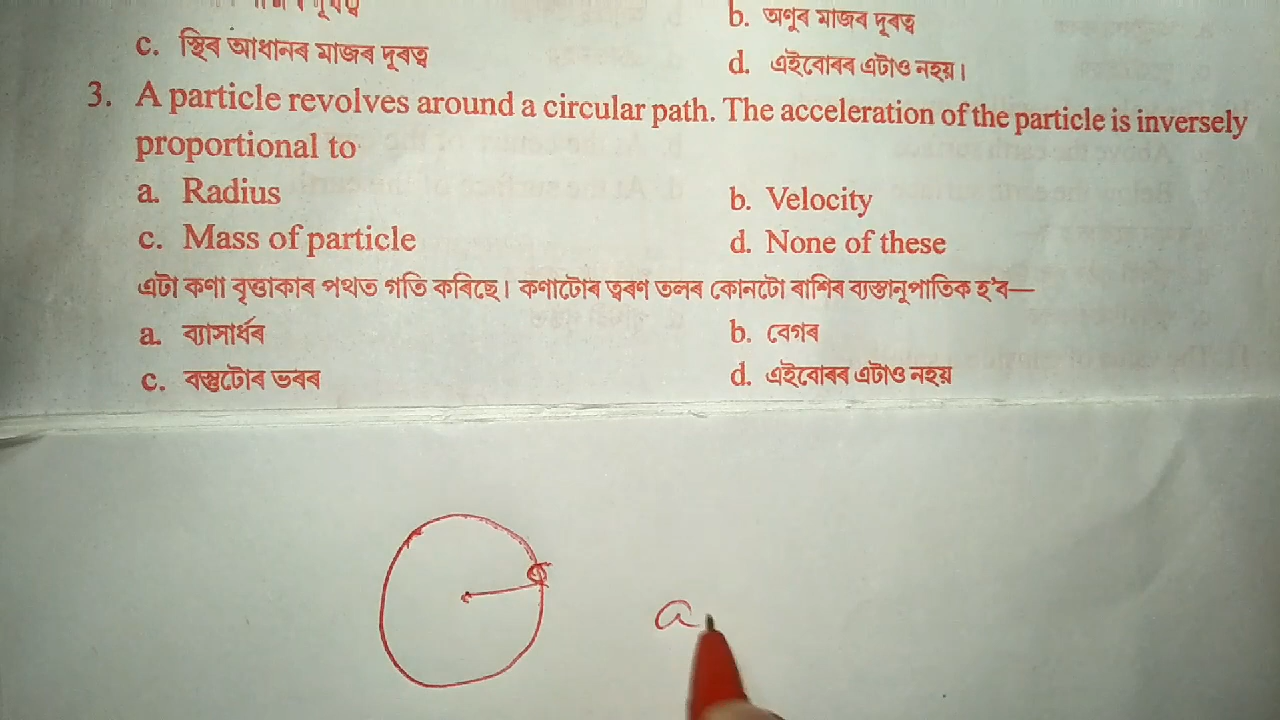 b. অণুৰ মাজৰ দূৰত্ব
c. স্থিৰ আধানৰ মাজৰ দূৰত্ব
d. এইবোৰৰ এটাও নহয়।
3. A particle revolves around a circular path. The acceleration of the particle is inversely
proportional to
a. Radius
b. Velocity
c. Mass of particle
d. None of these
এটা কণা বৃত্তাকাৰ পথত গতি কৰিছে। কণাটোৰ ত্বৰণ তলৰ কোনটো ৰাশিৰ ব্যস্তানুপাতিক হ'ব—
a. ব্যাসাৰ্ধৰ
b. বেগৰ
c. বস্তুটোৰ ভৰৰ
d. এইবোৰৰ এটাও নহয়
a